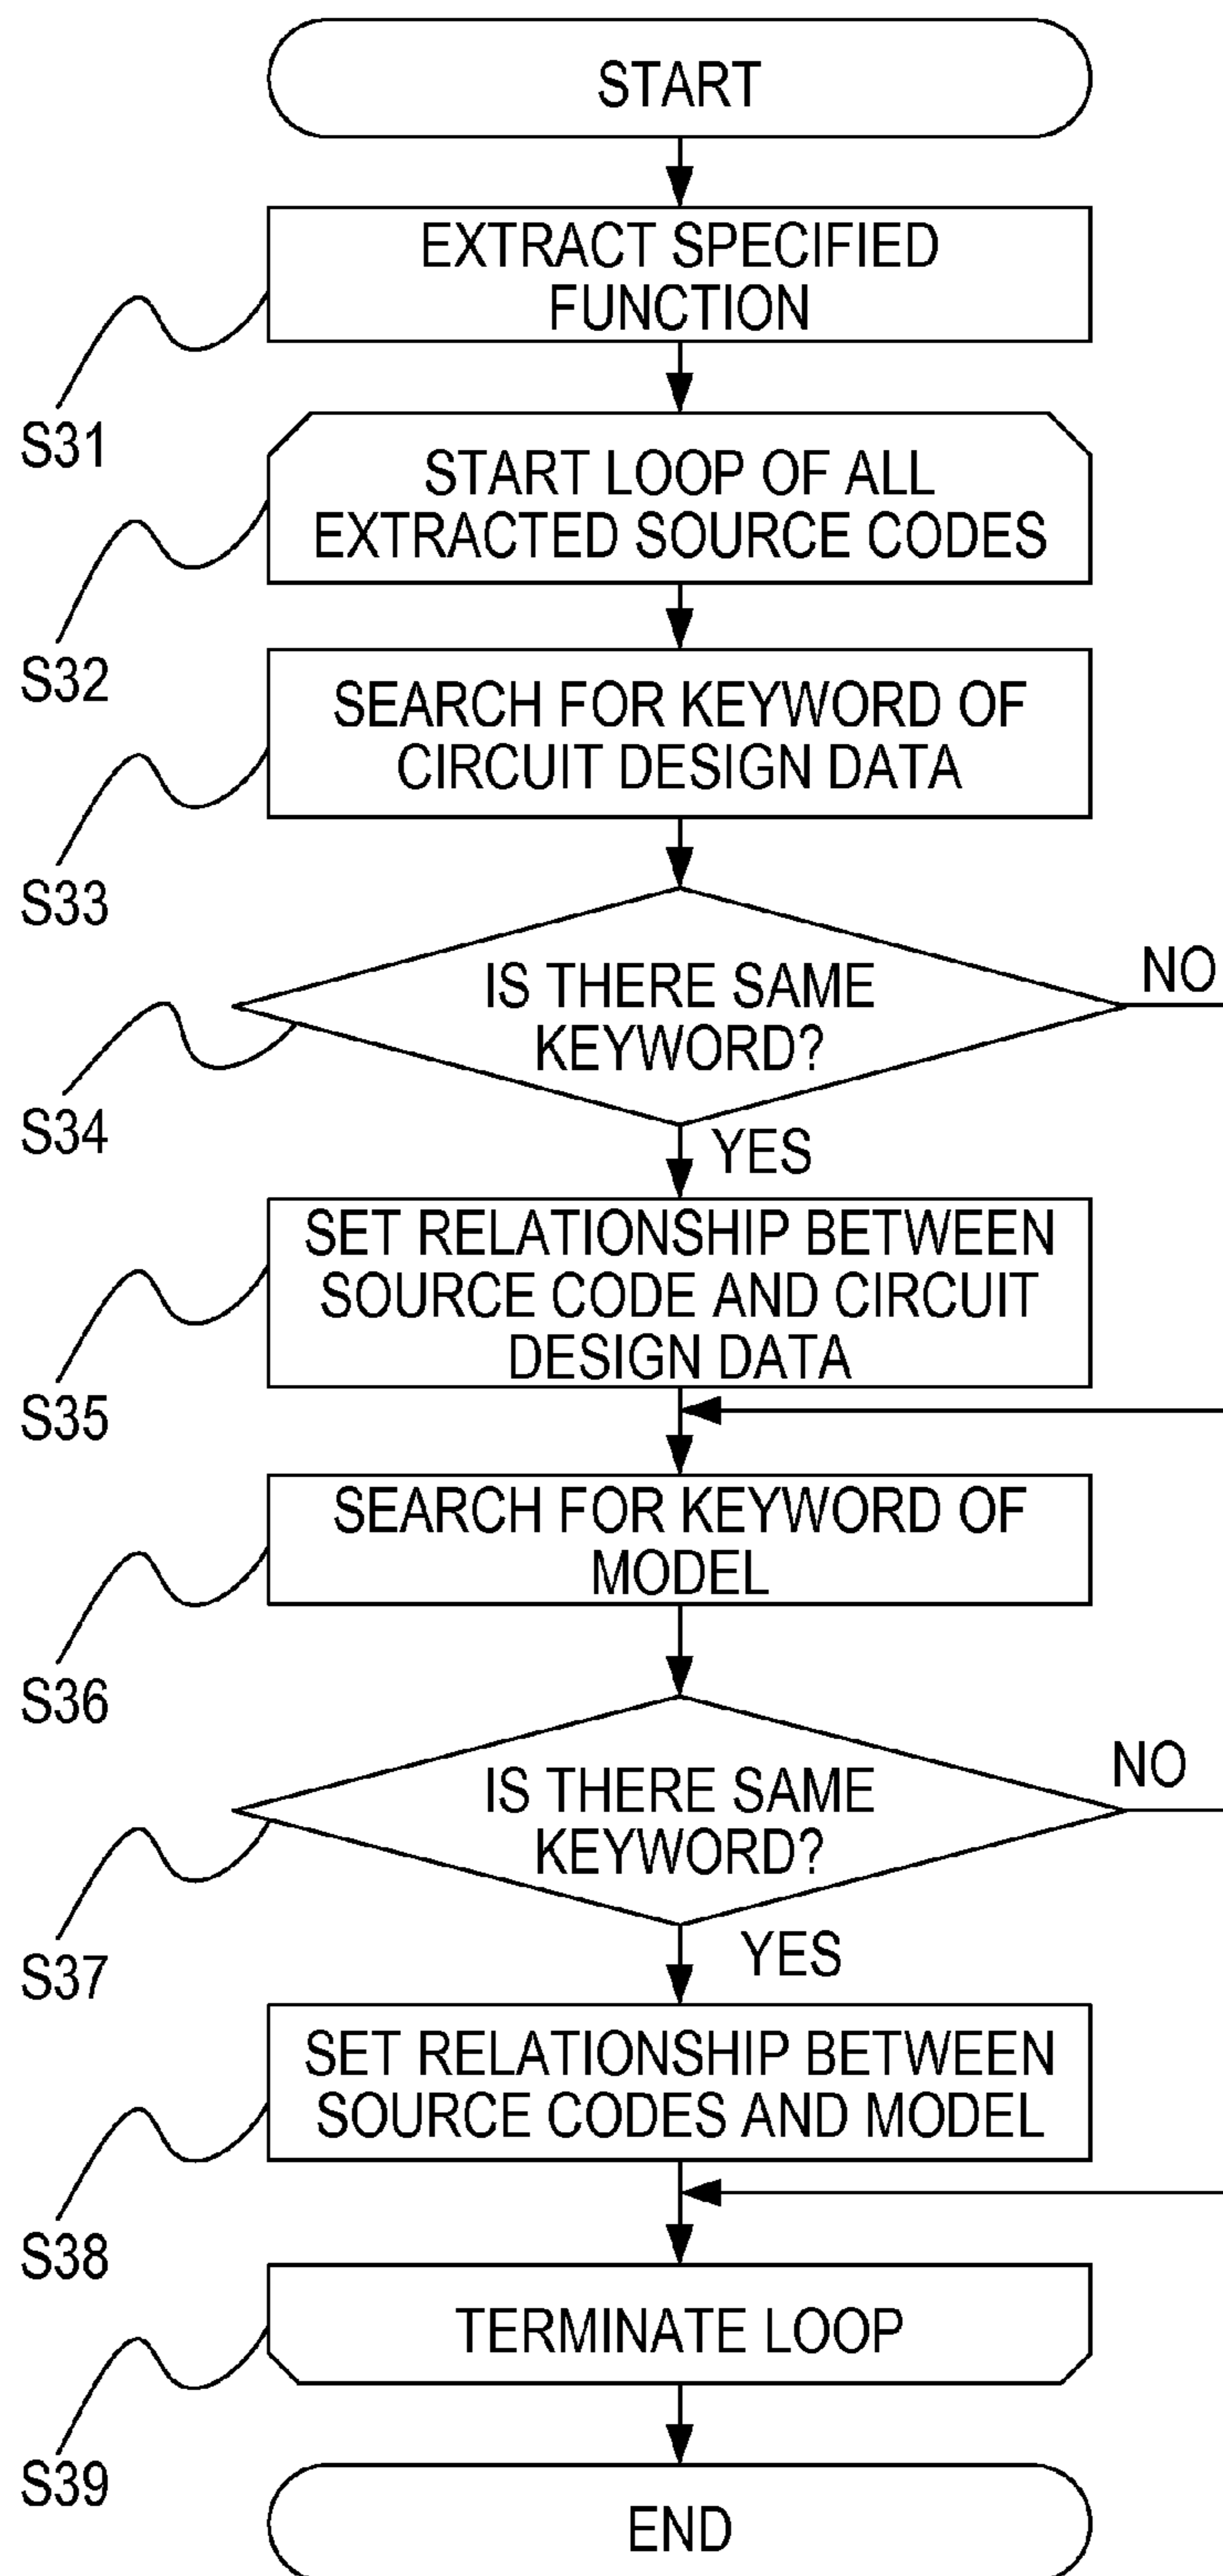 START
EXTRACT SPECIFIED
FUNCTION
S31
START LOOP OF ALL
EXTRACTED SOURCE CODES
S32
SEARCH FOR KEYWORD OF
CIRCUIT DESIGN DATA
S33
IS THERE SAME
KEYWORD?
NO
S34
YES
SET RELATIONSHIP BETWEEN
SOURCE CODE AND CIRCUIT
DESIGN DATA
S35
SEARCH FOR KEYWORD OF
MODEL
S36
IS THERE SAME
KEYWORD?
NO
S37
YES
SET RELATIONSHIP BETWEEN
SOURCE CODES AND MODEL
S38
TERMINATE LOOP
S39
END